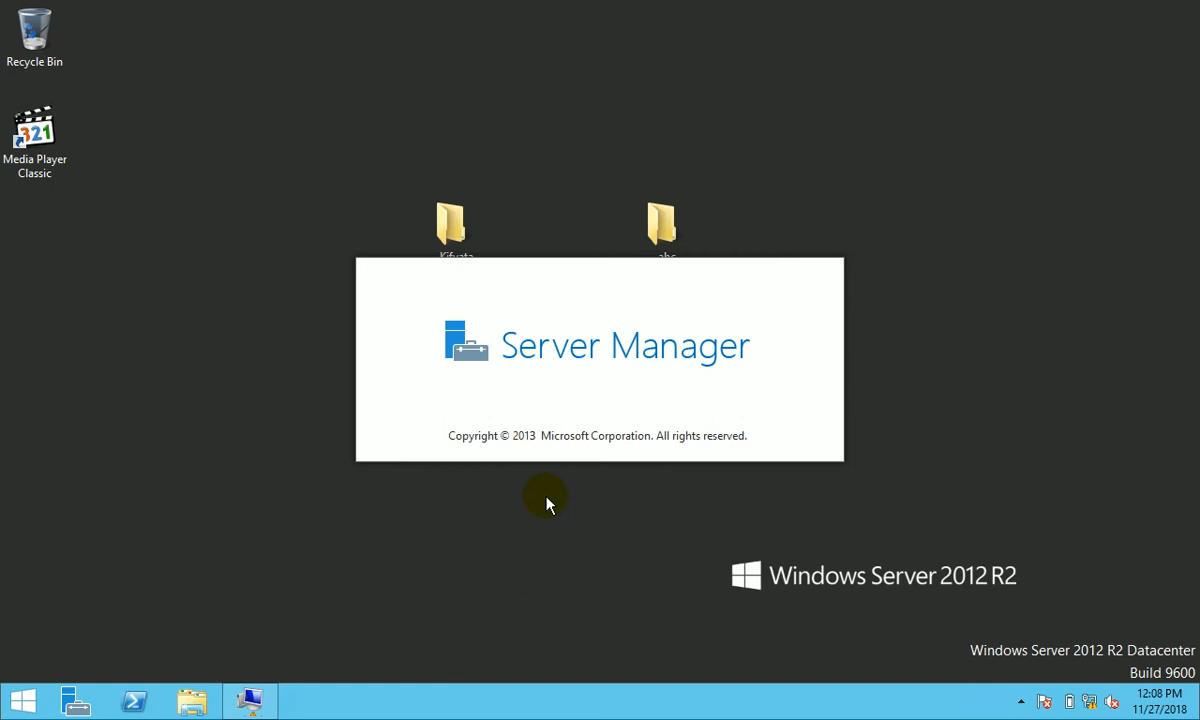 Recycle Bin
321
Media Player
Classic
Server Manager
Copyright © 2013 Microsoft Corporation. All rights reserved.
Windows Server 2012 R2
Windows Server 2012 R2 Datacenter
Build 9600
12:08 PM
11/27/2018